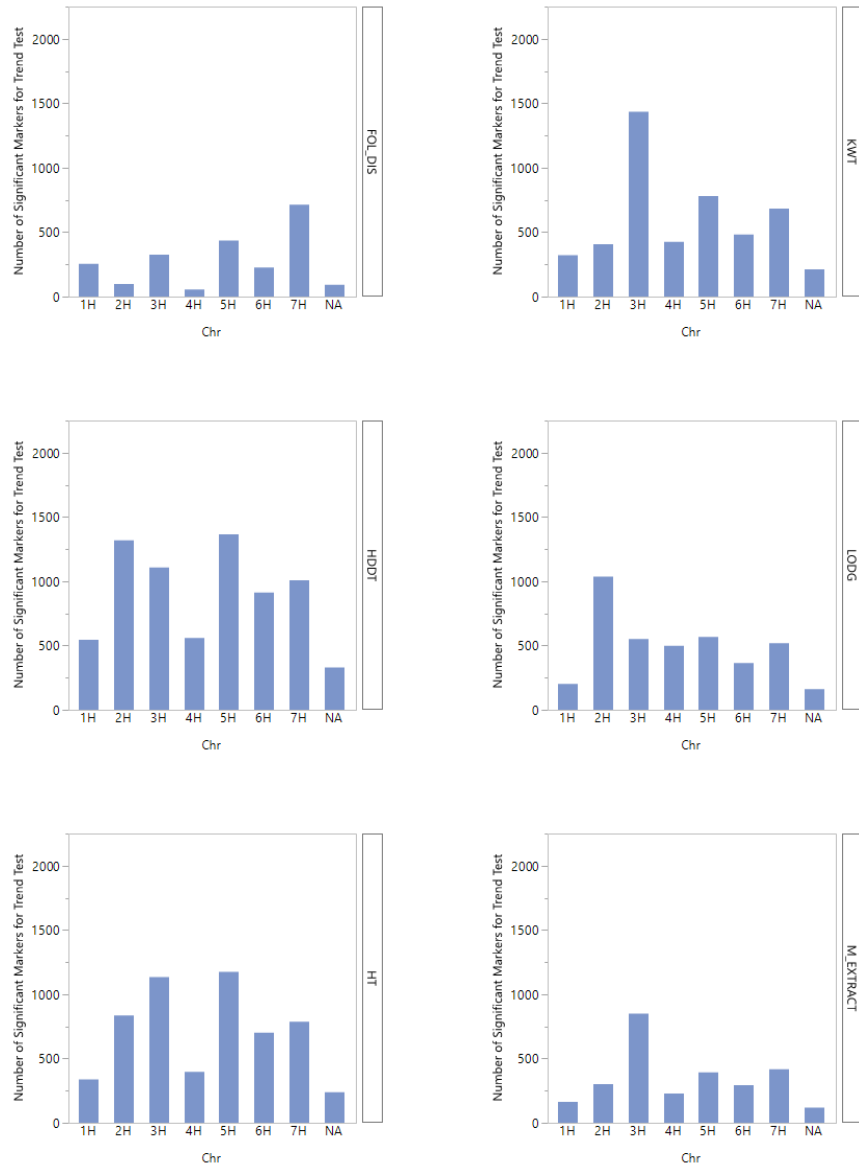 Number of Significant Markers for Trend Test
2000
1500
1000
500
0
1H 2H 3H 4H 5H 6H 7H NA
Chr
FOL_DIS
Number of Significant Markers for Trend Test
2000
1500
1000
500
0
1H 2H 3H 4H 5H 6H 7H NA
Chr
KWT
Number of Significant Markers for Trend Test
2000
1500
1000
500
0
1H 2H 3H 4H 5H 6H 7H NA
Chr
HDDT
Number of Significant Markers for Trend Test
2000
1500
1000
500
0
1H 2H 3H 4H 5H 6H 7H NA
Chr
LODG
Number of Significant Markers for Trend Test
2000
1500
1000
500
0
1H 2H 3H 4H 5H 6H 7H NA
Chr
HT
Number of Significant Markers for Trend Test
2000
1500
1000
500
0
1H 2H 3H 4H 5H 6H 7H NA
Chr
M_EXTRACT